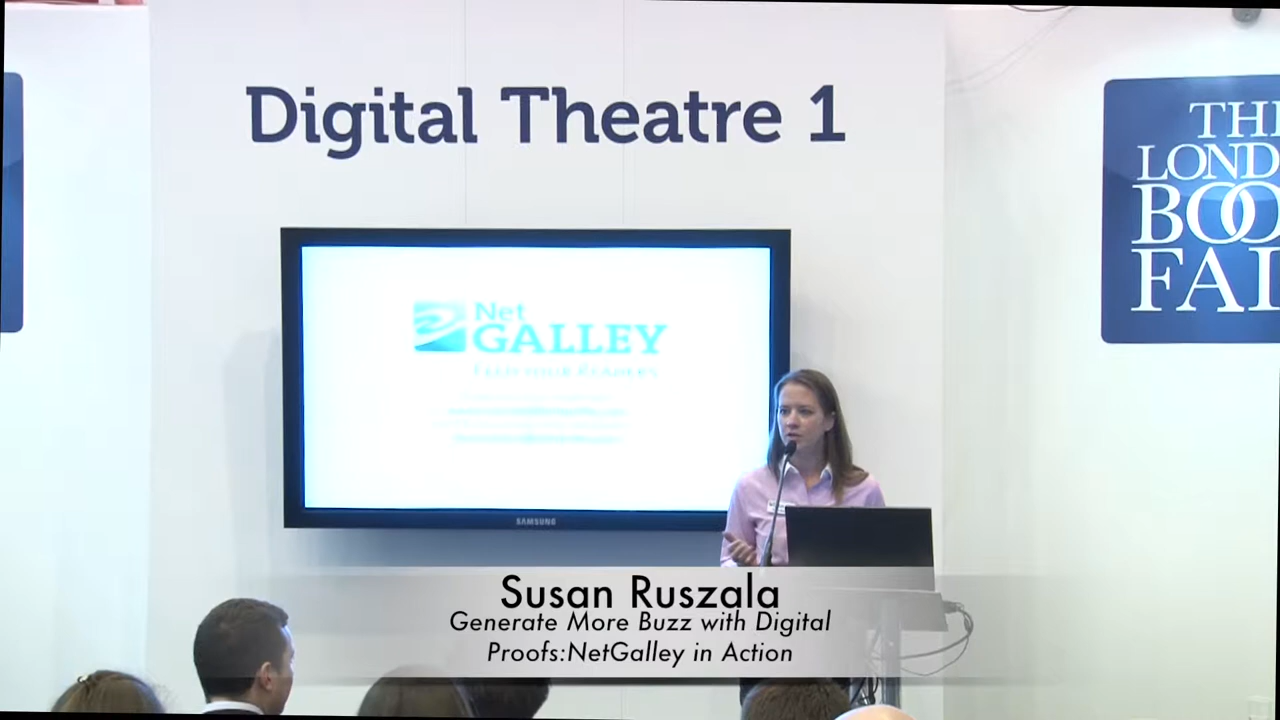 Digital Theatre 1
TH
LOND
BOO
FAI
Net
GALLEY
SAMSUNG
Susan Ruszala
Generate More Buzz with Digital
Proofs:NetGalley in Action